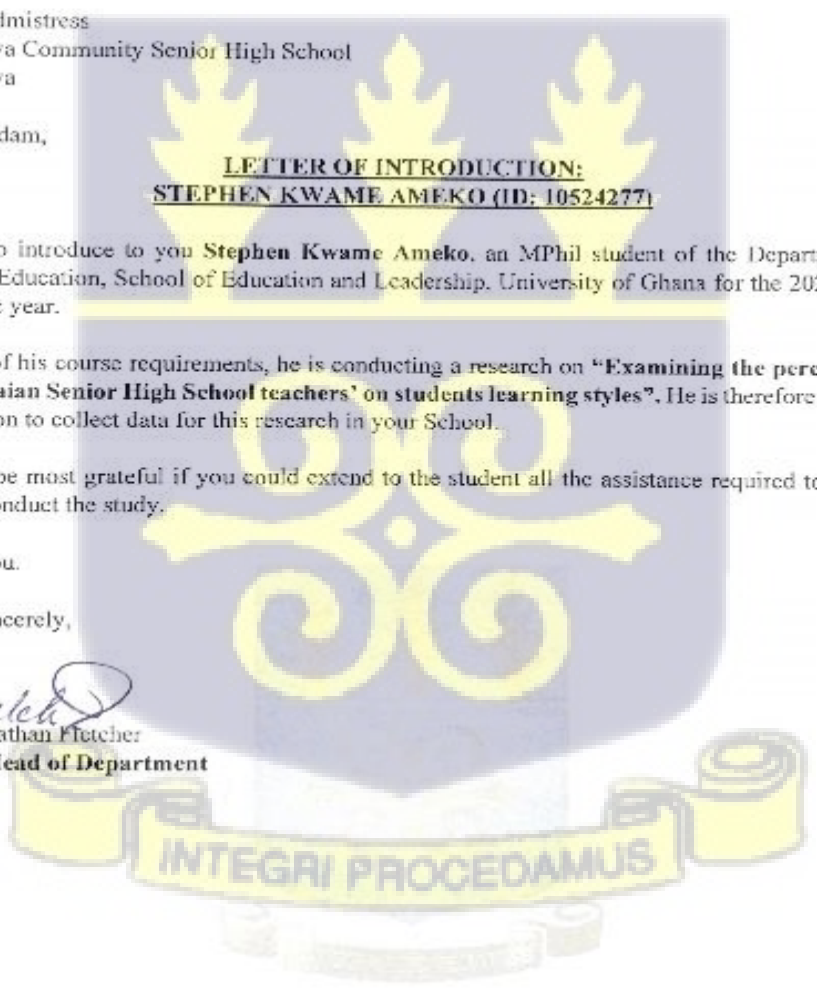 dmistress
va Community Senior High School
va
dam,
LETTER OF INTRODUCTION:
STEPHEN KWAME AMEKO (ID: 10524277)
o introduce to you Stephen Kwame Ameko, an MPhil student of the Depart
Education, School of Education and Leadership, University of Ghana for the 202
c year.
of his course requirements, he is conducting a research on “Examining the perc
aian Senior High School teachers’ on students learning styles”. He is therefore
on to collect data for this research in your School.
be most grateful if you could extend to the student all the assistance required to
onduct the study.
ou.
ncerely,
athan Fletcher
Head of Department
INTEGRI PROCEDAMUS